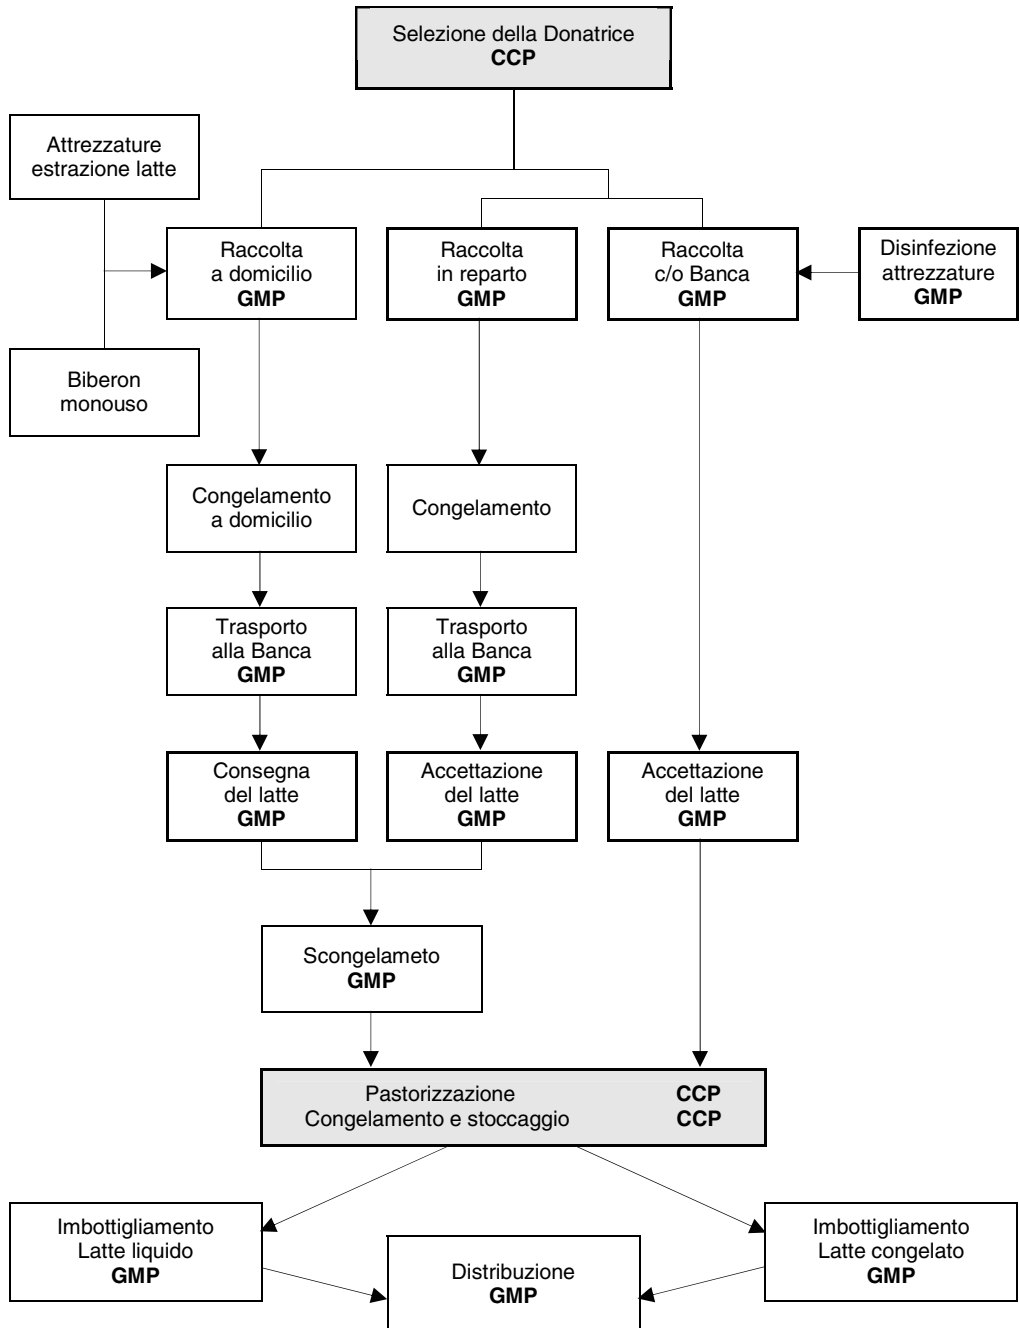 Selezione della Donatrice
CCP
Attrezzature
estrazione latte
Raccolta
a domicilio
GMP
Raccolta
in reparto
GMP
Raccolta
c/o Banca
GMP
Disinfezione
attrezzature
GMP
Biberon
monouso
Congelamento
a domicilio
Congelamento
Trasporto
alla Banca
GMP
Trasporto
alla Banca
GMP
Consegna
del latte
GMP
Accettazione
del latte
GMP
Accettazione
del latte
GMP
Scongelameto
GMP
Pastorizzazione CCP
Congelamento e stoccaggio CCP
Imbottigliamento
Latte liquido
GMP
Distribuzione
GMP
Imbottigliamento
Latte congelato
GMP